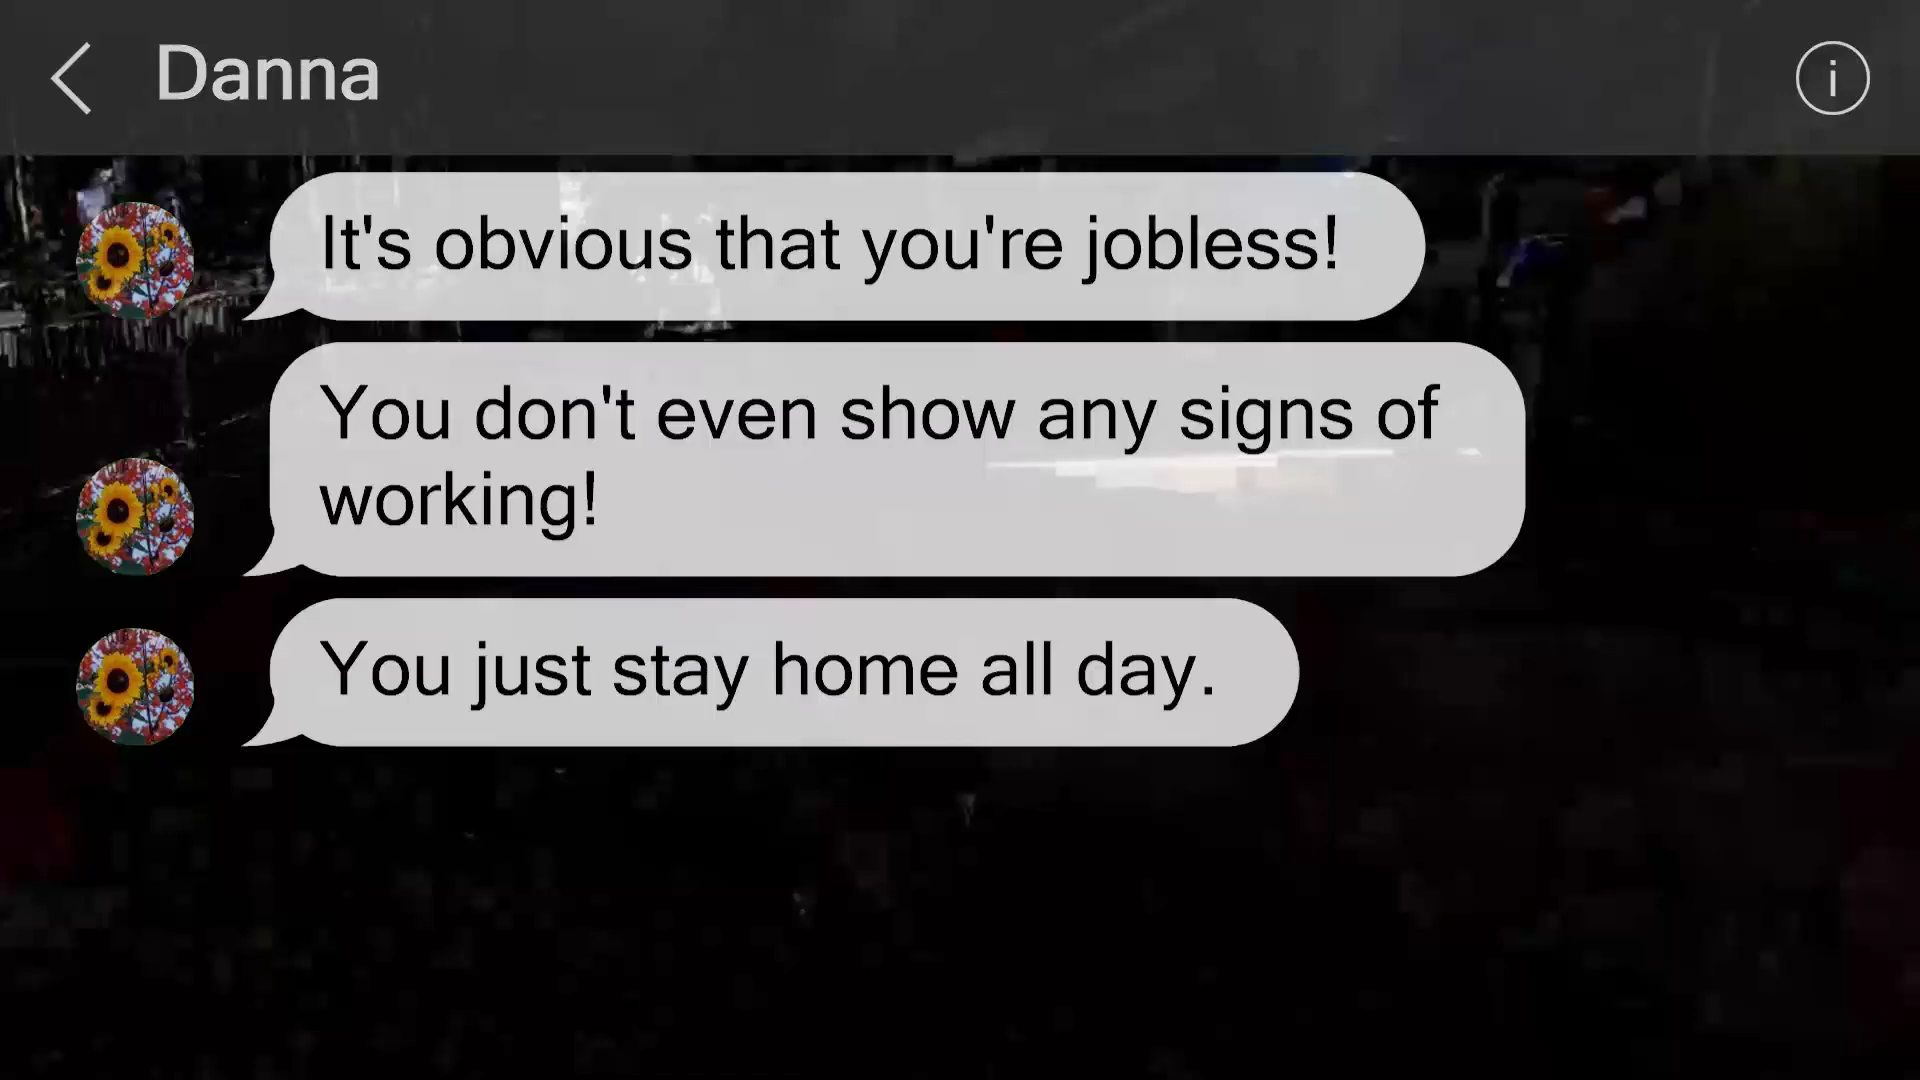 Danna
It's obvious that you're jobless!
You don't even show any signs of
working!
You just stay home all day.